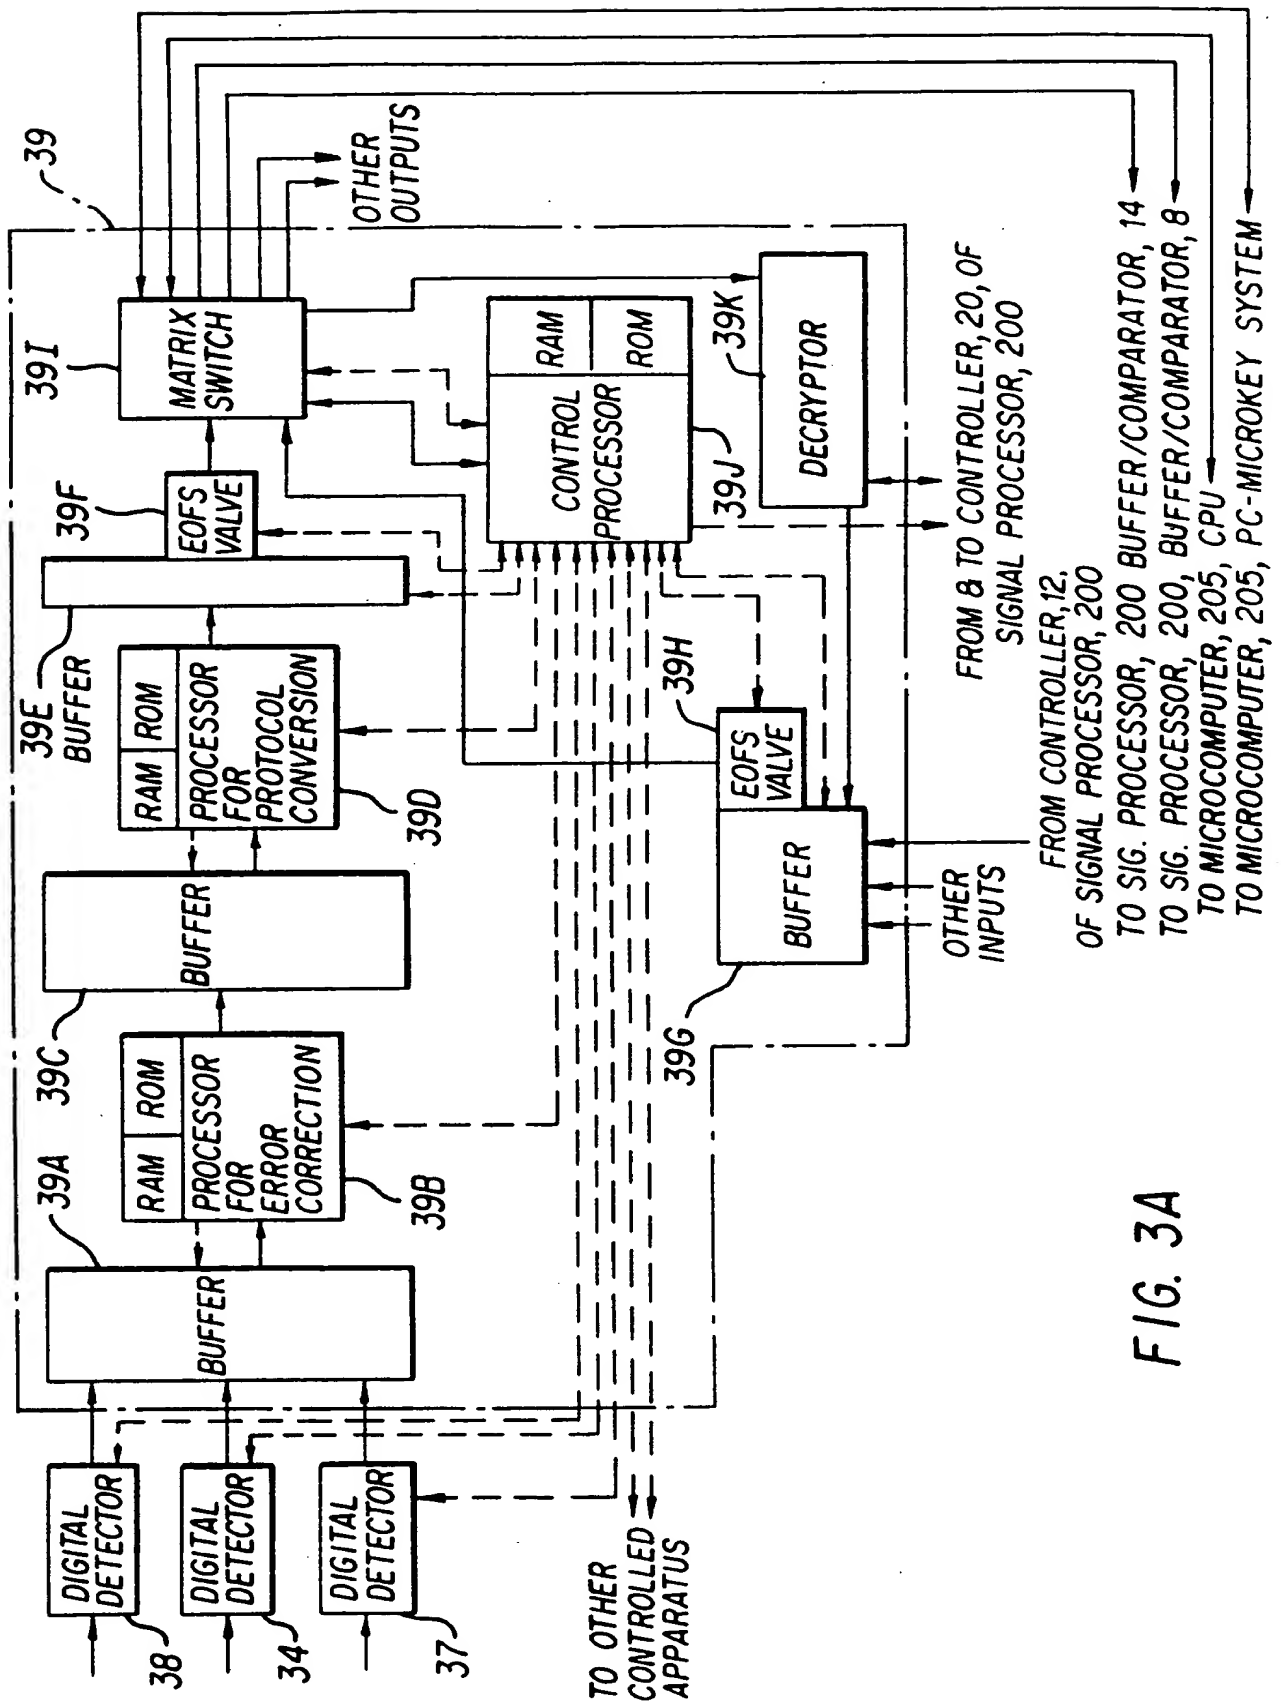 39
39I
MATRIX
SWITCH
OTHER
OUTPUTS
39F
EOFS
VALVE
39E
BUFFER
RAM
ROM
PROCESSOR
FOR
PROTOCOL
CONVERSION
39D
39C
BUFFER
RAM
ROM
PROCESSOR
FOR
ERROR
CORRECTION
39B
39A
BUFFER
DIGITAL
DETECTOR
38
DIGITAL
DETECTOR
34
DIGITAL
DETECTOR
37
TO OTHER
CONTROLLED
APPARATUS
CONTROL
PROCESSOR
RAM
ROM
39J
39K
DECRYPTOR
39H
EOFS
VALVE
BUFFER
39G
OTHER
INPUTS
FROM & TO CONTROLLER, 20, OF
SIGNAL PROCESSOR, 200
FROM CONTROLLER, 12,
OF SIGNAL PROCESSOR, 200
TO SIG. PROCESSOR, 200 BUFFER/COMPARATOR, 14
TO SIG. PROCESSOR, 200, BUFFER/COMPARATOR, 8
TO MICROCOMPUTER, 205, CPU
TO MICROCOMPUTER, 205, PC-MICROKEY SYSTEM
FIG. 3A